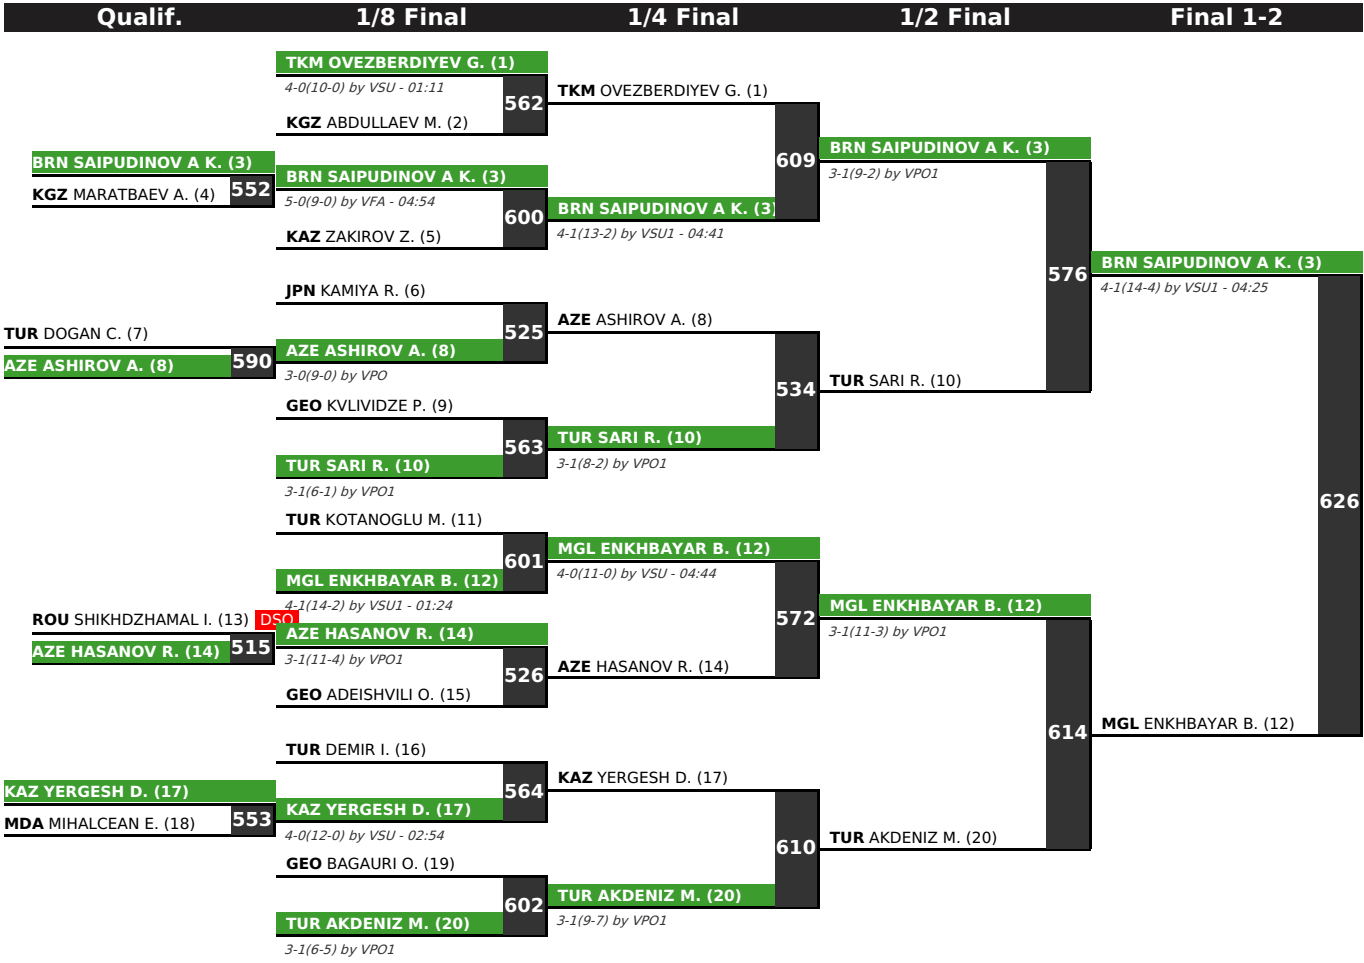 Qualif.
1/8 Final
1/4 Final
1/2 Final
Final 1-2
BRN SAIPUDINOV A K. (3)
KGZ MARATBAEV A. (4)
552
TUR DOGAN C. (7)
AZE ASHIROV A. (8)
590
ROU SHIKHDZHAMAL I. (13) DSQ
AZE HASANOV R. (14)
515
KAZ YERGESH D. (17)
MDA MIHALCEAN E. (18)
553
TKM OVEZBERDIYEV G. (1)
4-0(10-0) by VSU - 01:11
KGZ ABDULLAEV M. (2)
562
BRN SAIPUDINOV A K. (3)
5-0(9-0) by VFA - 04:54
KAZ ZAKIROV Z. (5)
600
JPN KAMIYA R. (6)
AZE ASHIROV A. (8)
3-0(9-0) by VPO
525
GEO KVLIVIDZE P. (9)
TUR SARI R. (10)
3-1(6-1) by VPO1
563
TUR KOTANOGLU M. (11)
MGL ENKHBAYAR B. (12)
4-1(14-2) by VSU1 - 01:24
601
AZE HASANOV R. (14)
3-1(11-4) by VPO1
GEO ADEISHVILI O. (15)
526
TUR DEMIR I. (16)
KAZ YERGESH D. (17)
4-0(12-0) by VSU - 02:54
564
GEO BAGAURI O. (19)
TUR AKDENIZ M. (20)
3-1(6-5) by VPO1
602
TKM OVEZBERDIYEV G. (1)
BRN SAIPUDINOV A K. (3)
4-1(13-2) by VSU1 - 04:41
609
AZE ASHIROV A. (8)
TUR SARI R. (10)
3-1(8-2) by VPO1
534
MGL ENKHBAYAR B. (12)
4-0(11-0) by VSU - 04:44
AZE HASANOV R. (14)
572
KAZ YERGESH D. (17)
TUR AKDENIZ M. (20)
3-1(9-7) by VPO1
610
BRN SAIPUDINOV A K. (3)
3-1(9-2) by VPO1
TUR SARI R. (10)
576
MGL ENKHBAYAR B. (12)
3-1(11-3) by VPO1
TUR AKDENIZ M. (20)
614
BRN SAIPUDINOV A K. (3)
4-1(14-4) by VSU1 - 04:25
MGL ENKHBAYAR B. (12)
626